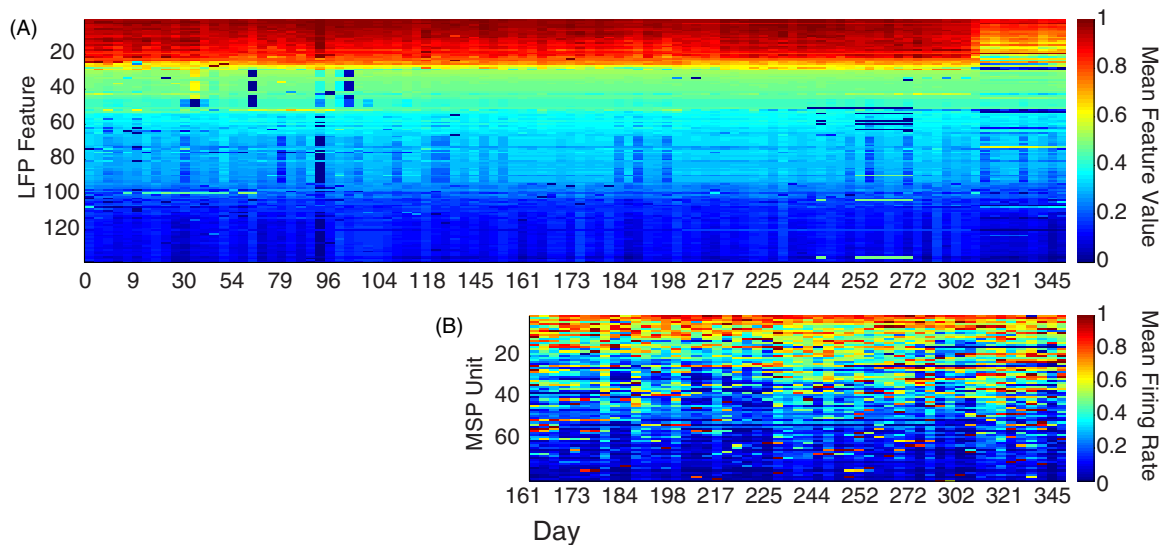 (A)
LFP Feature
20
40
60
80
100
120
0 9 30 54 79 96 104 118 145 161 173 184 198 217 225 244 252 272 302 321 345
1
0.8
0.6
0.4
0.2
0
Mean Feature Value
(B)
MSP Unit
20
40
60
161 173 184 198 217 225 244 252 272 302 321 345
Day
1
0.8
0.6
0.4
0.2
0
Mean Firing Rate